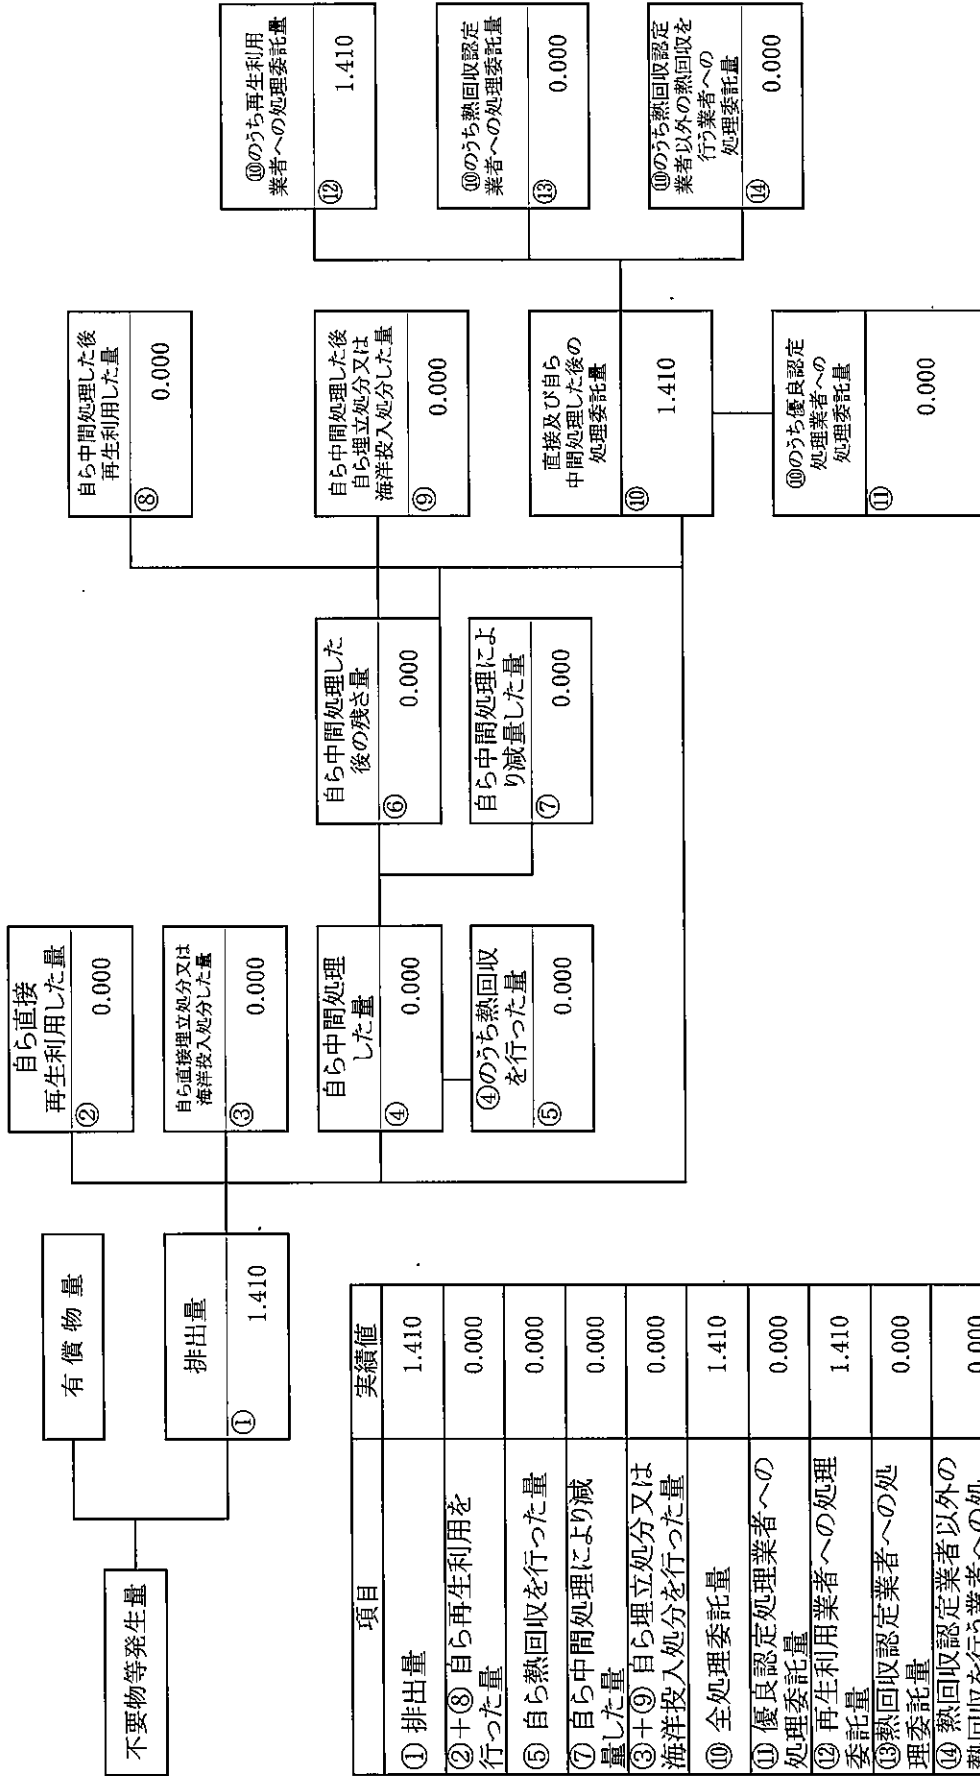 不要物等発生量
有償物量
排出量
① 1.410
自ら直接
再生利用した量
② 0.000
自ら直接埋立処分又は
海洋投入処分した量
③ 0.000
自ら中間処理
した量
④ 0.000
④のうち熱回収
を行った量
⑤ 0.000
自ら中間処理した
後の残さ量
⑥ 0.000
自ら中間処理によ
り減量した量
⑦ 0.000
自ら中間処理した後
再生利用した量
⑧ 0.000
自ら中間処理した後
自ら埋立処分又は
海洋投入処分した量
⑨ 0.000
直接及び自ら
中間処理した後の
処理委託量
⑩ 1.410
⑩のうち優良認定
処理業者への
処理委託量
⑪ 0.000
⑩のうち再生利用
業者への処理委託量
⑫ 1.410
⑩のうち熱回収認定
業者への処理委託量
⑬ 0.000
⑩のうち熱回収認定
業者以外の熱回収を
行う業者への
処理委託量
⑭ 0.000
項目 実績値
① 排出量 1.410
②+⑧ 自ら再生利用を
行った量 0.000
⑤ 自ら熱回収を行った量 0.000
⑦ 自ら中間処理により減
量した量 0.000
③+⑨ 自ら埋立処分又は
海洋投入処分を行った量 0.000
⑩ 全処理委託量 1.410
⑪ 優良認定処理業者への
処理委託量 0.000
⑫ 再生利用業者への処理
委託量 1.410
⑬熱回収認定業者への処
理委託量 0.000
⑭ 熱回収認定業者以外の
熱回収を行う業者への処 0.000